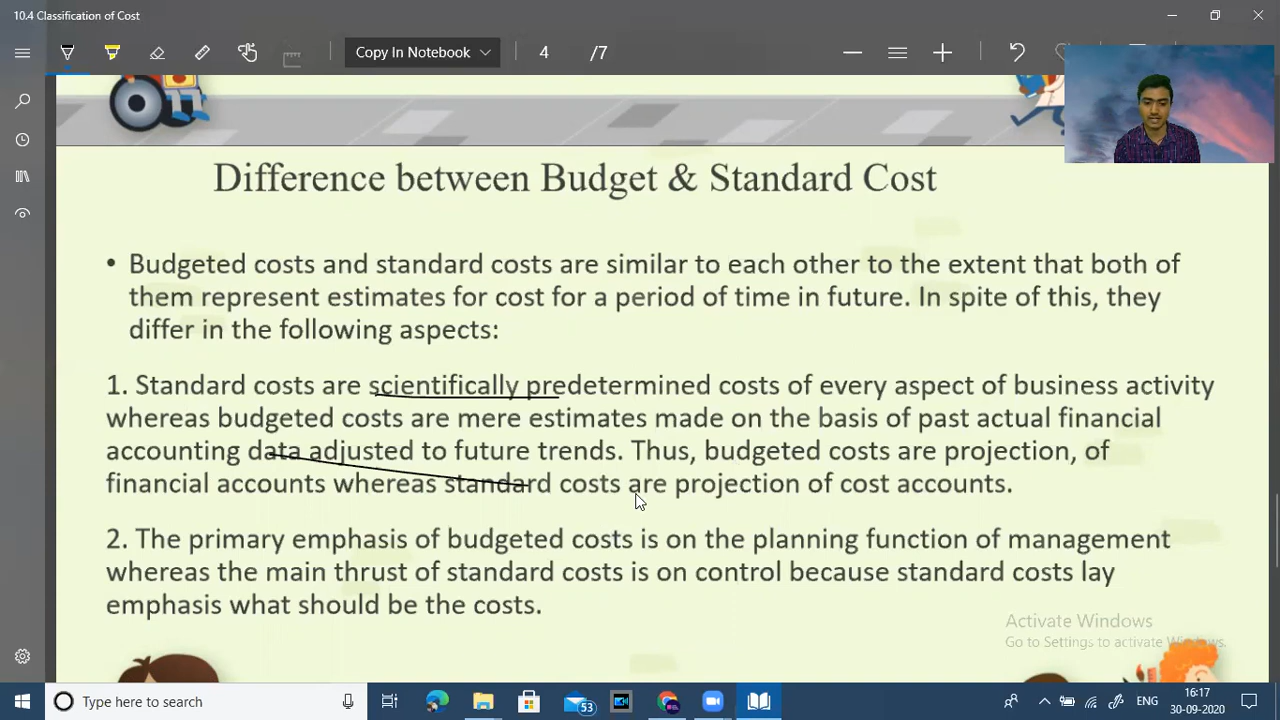 10.4 Classification of Cost
Copy In Notebook
4 /7
Difference between Budget & Standard Cost
• Budgeted costs and standard costs are similar to each other to the extent that both of
them represent estimates for cost for a period of time in future. In spite of this, they
differ in the following aspects:
1. Standard costs are scientifically predetermined costs of every aspect of business activity
whereas budgeted costs are mere estimates made on the basis of past actual financial
accounting data adjusted to future trends. Thus, budgeted costs are projection, of
financial accounts whereas standard costs are projection of cost accounts.
2. The primary emphasis of budgeted costs is on the planning function of management
whereas the main thrust of standard costs is on control because standard costs lay
emphasis what should be the costs.
Activate Windows
Go to Settings to activate Windows.
Type here to search
53
ENG
16:17
30-09-2020